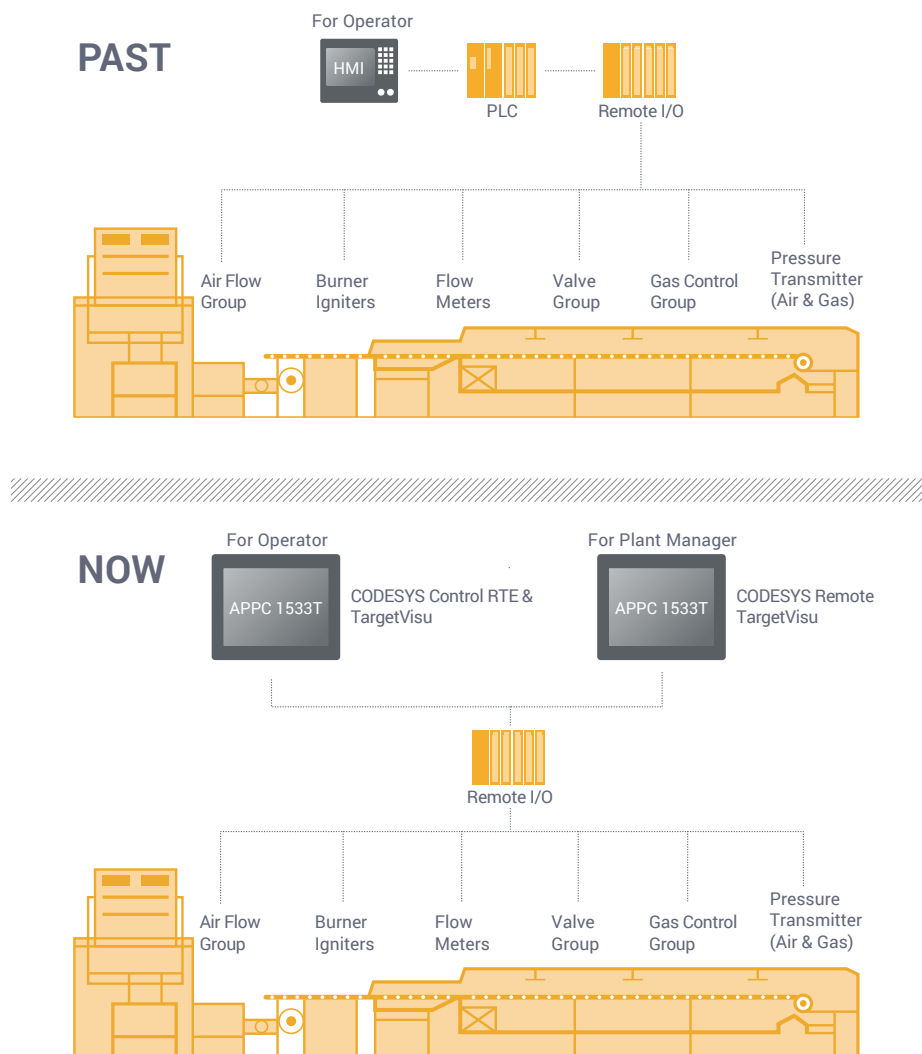 For Operator
PAST
HMI
PLC
Remote I/O
Air Flow
Group
Burner
Igniters
Flow
Meters
Valve
Group
Gas Control
Group
Pressure
Transmitter
(Air & Gas)
For Operator
For Plant Manager
NOW
APPC 1533T
CODESYS Control RTE &
TargetVisu
APPC 1533T
CODESYS Remote
TargetVisu
Remote I/O
Air Flow
Group
Burner
Igniters
Flow
Meters
Valve
Group
Gas Control
Group
Pressure
Transmitter
(Air & Gas)